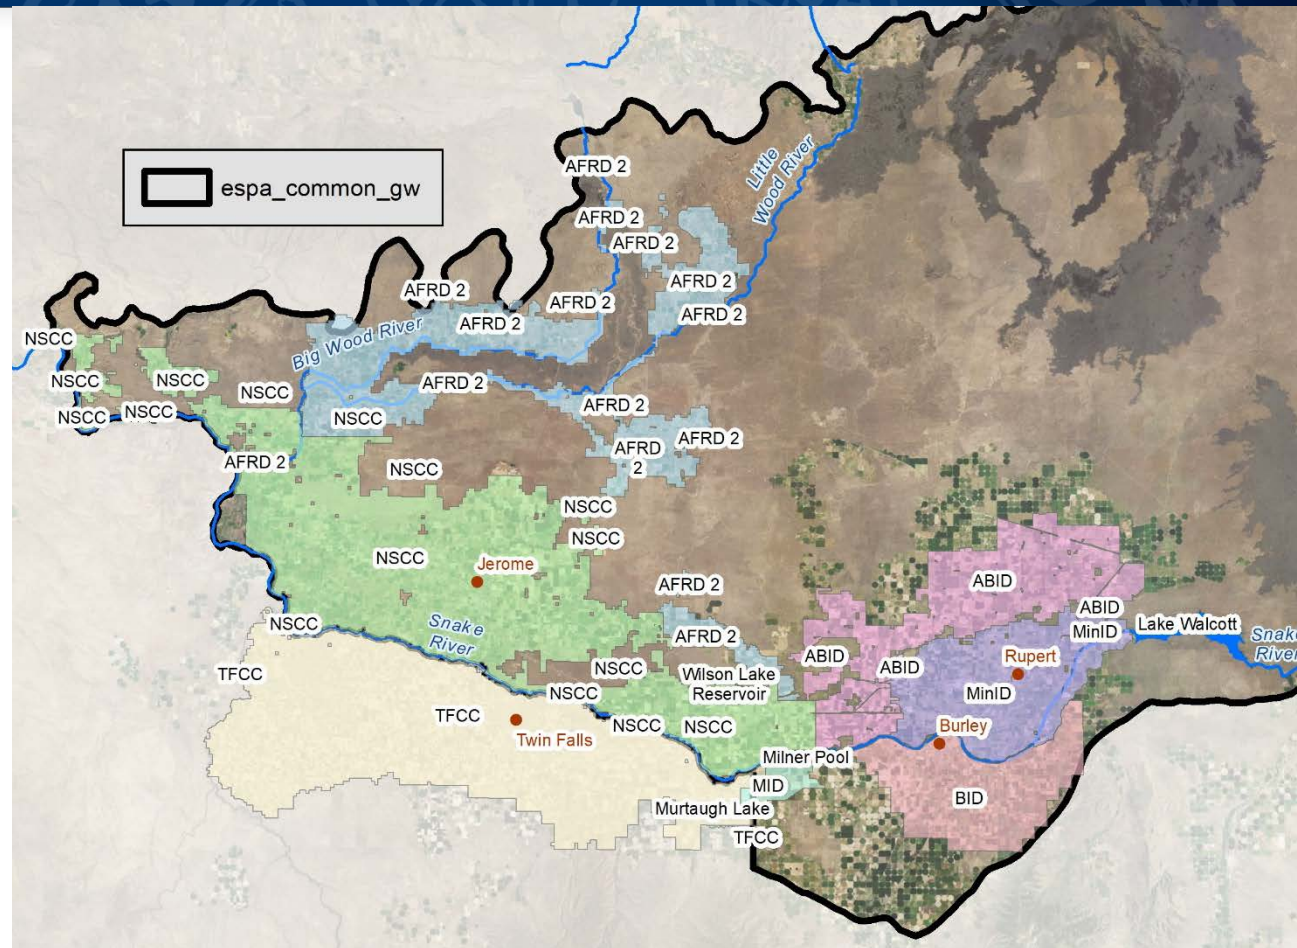 espa_common_gw
AFRD 2
Little
Wood River
AFRD 2
AFRD 2
AFRD 2
AFRD 2
AFRD 2
AFRD 2
AFRD 2
Big Wood River
NSCC
NSCC
NSCC
NSCC
AFRD 2
NSCC
NSCC
NSCC
AFRD 2
NSCC
AFRD 2
AFRD
2
AFRD 2
NSCC
NSCC
NSCC
NSCC
Jerome
AFRD 2
ABID
ABID
NSCC
Snake
River
AFRD 2
MinID
Lake Walcott
Snake
River
TFCC
NSCC
Wilson Lake
Reservoir
ABID
ABID
Rupert
MinID
NSCC
TFCC
Twin Falls
NSCC
NSCC
Burley
Milner Pool
MID
BID
Murtaugh Lake
TFCC